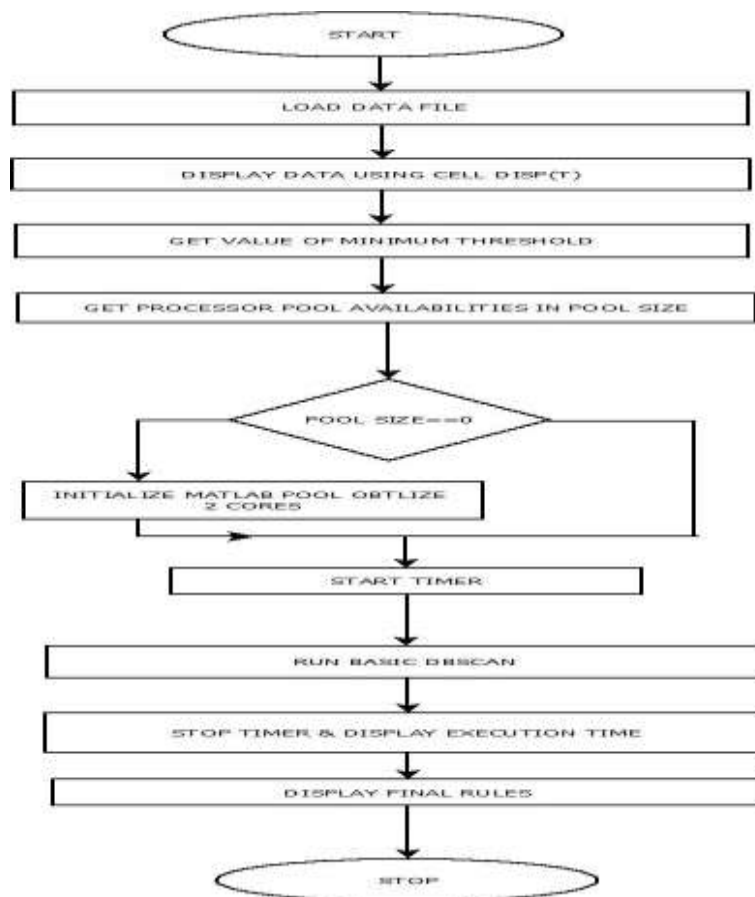 START
LOAD DATA FILE
DISPLAY DATA USING CELL DISP(T)
GET VALUE OF MINIMUM THRESHOLD
GET PROCESSOR POOL AVAILABILITIES IN POOL SIZE
POOL SIZE==0
INITIALIZE MATLAB POOL OBTLIZE
2 CORES
START TIMER
RUN BASIC DBSCAN
STOP TIMER & DISPLAY EXECUTION TIME
DISPLAY FINAL RULES
STOP